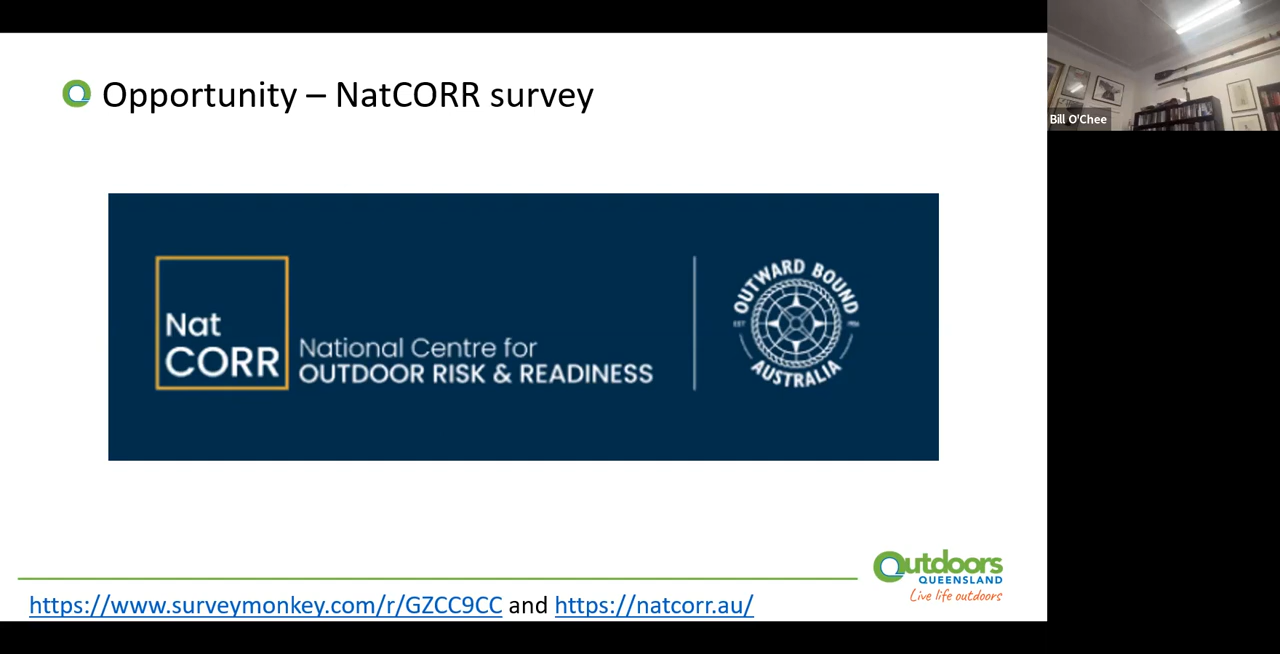 Opportunity – NatCORR survey
Bill O'Chee
Nat
CORR
National Centre for
OUTDOOR RISK & READINESS
OUTWARD BOUND
EST
AUSTRALIA
Outdoors
QUEENSLAND
Live life outdoors
https://www.surveymonkey.com/r/GZCC9CC and https://natcorr.au/